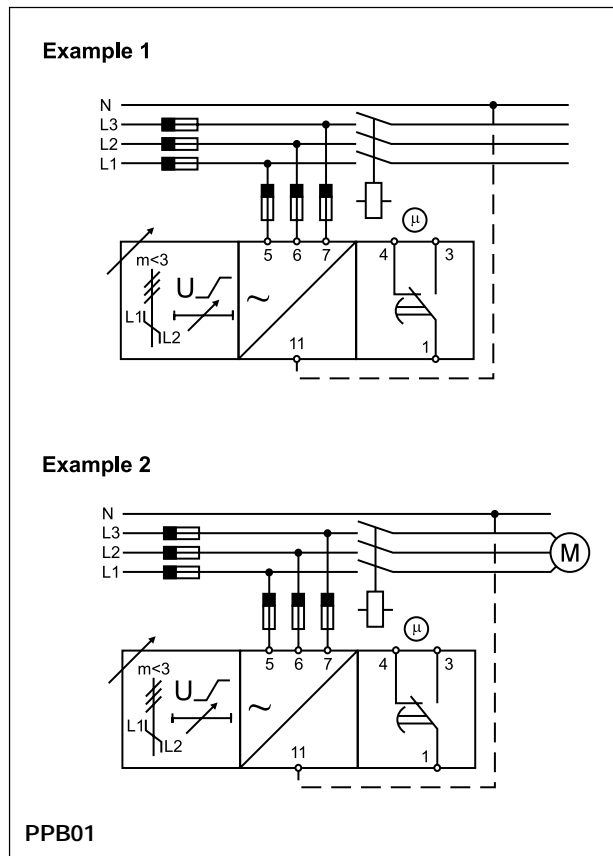 Example 1
N
L3
L2
L1
μ
5 6 7 4 3
m<3
U
L1 L2
~
11 1
Example 2
N
L3
L2
L1
M
μ
5 6 7 4 3
m<3
U
L1 L2
~
11 1
PPB01